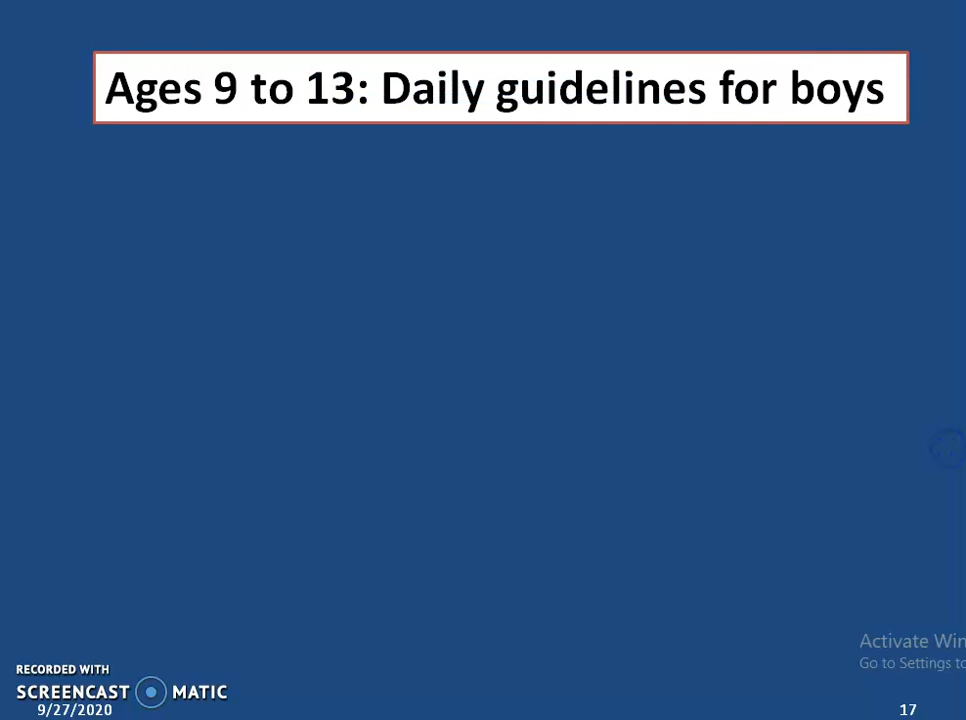 Ages 9 to 13: Daily guidelines for boys
Activate Win
Go to Settings to
RECORDED WITH
SCREENCAST MATIC
9/27/2020
17